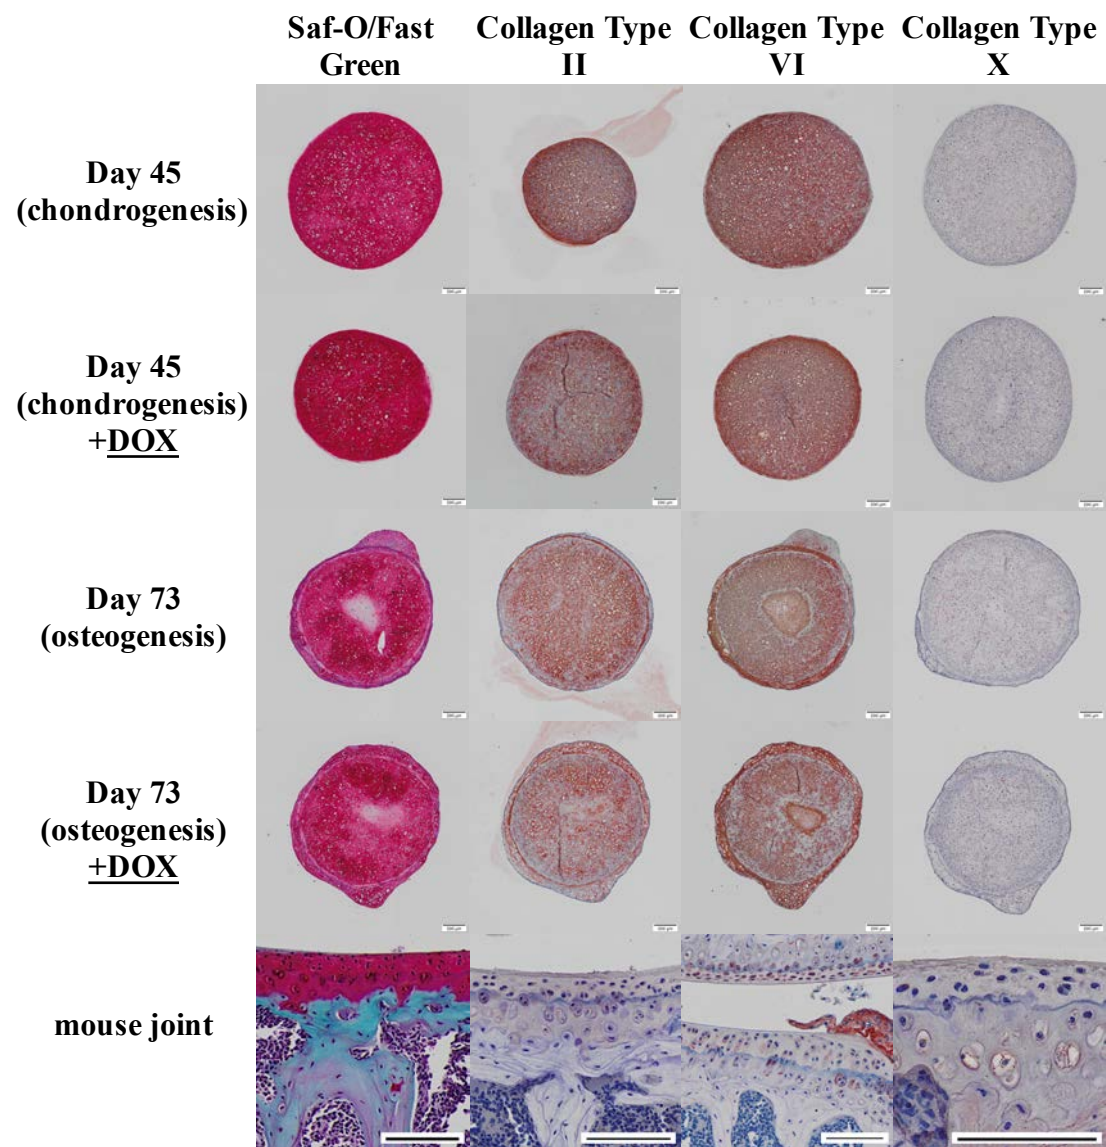 Saf-O/Fast
Green
Collagen Type
II
Collagen Type
VI
Collagen Type
X
Day 45
(chondrogenesis)
Day 45
(chondrogenesis)
+DOX
Day 73
(osteogenesis)
Day 73
(osteogenesis)
+DOX
mouse joint